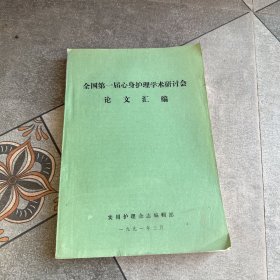 全国第一届心身护理学术研讨会
论文汇编
实用护理杂志编辑部
一九九一年三月